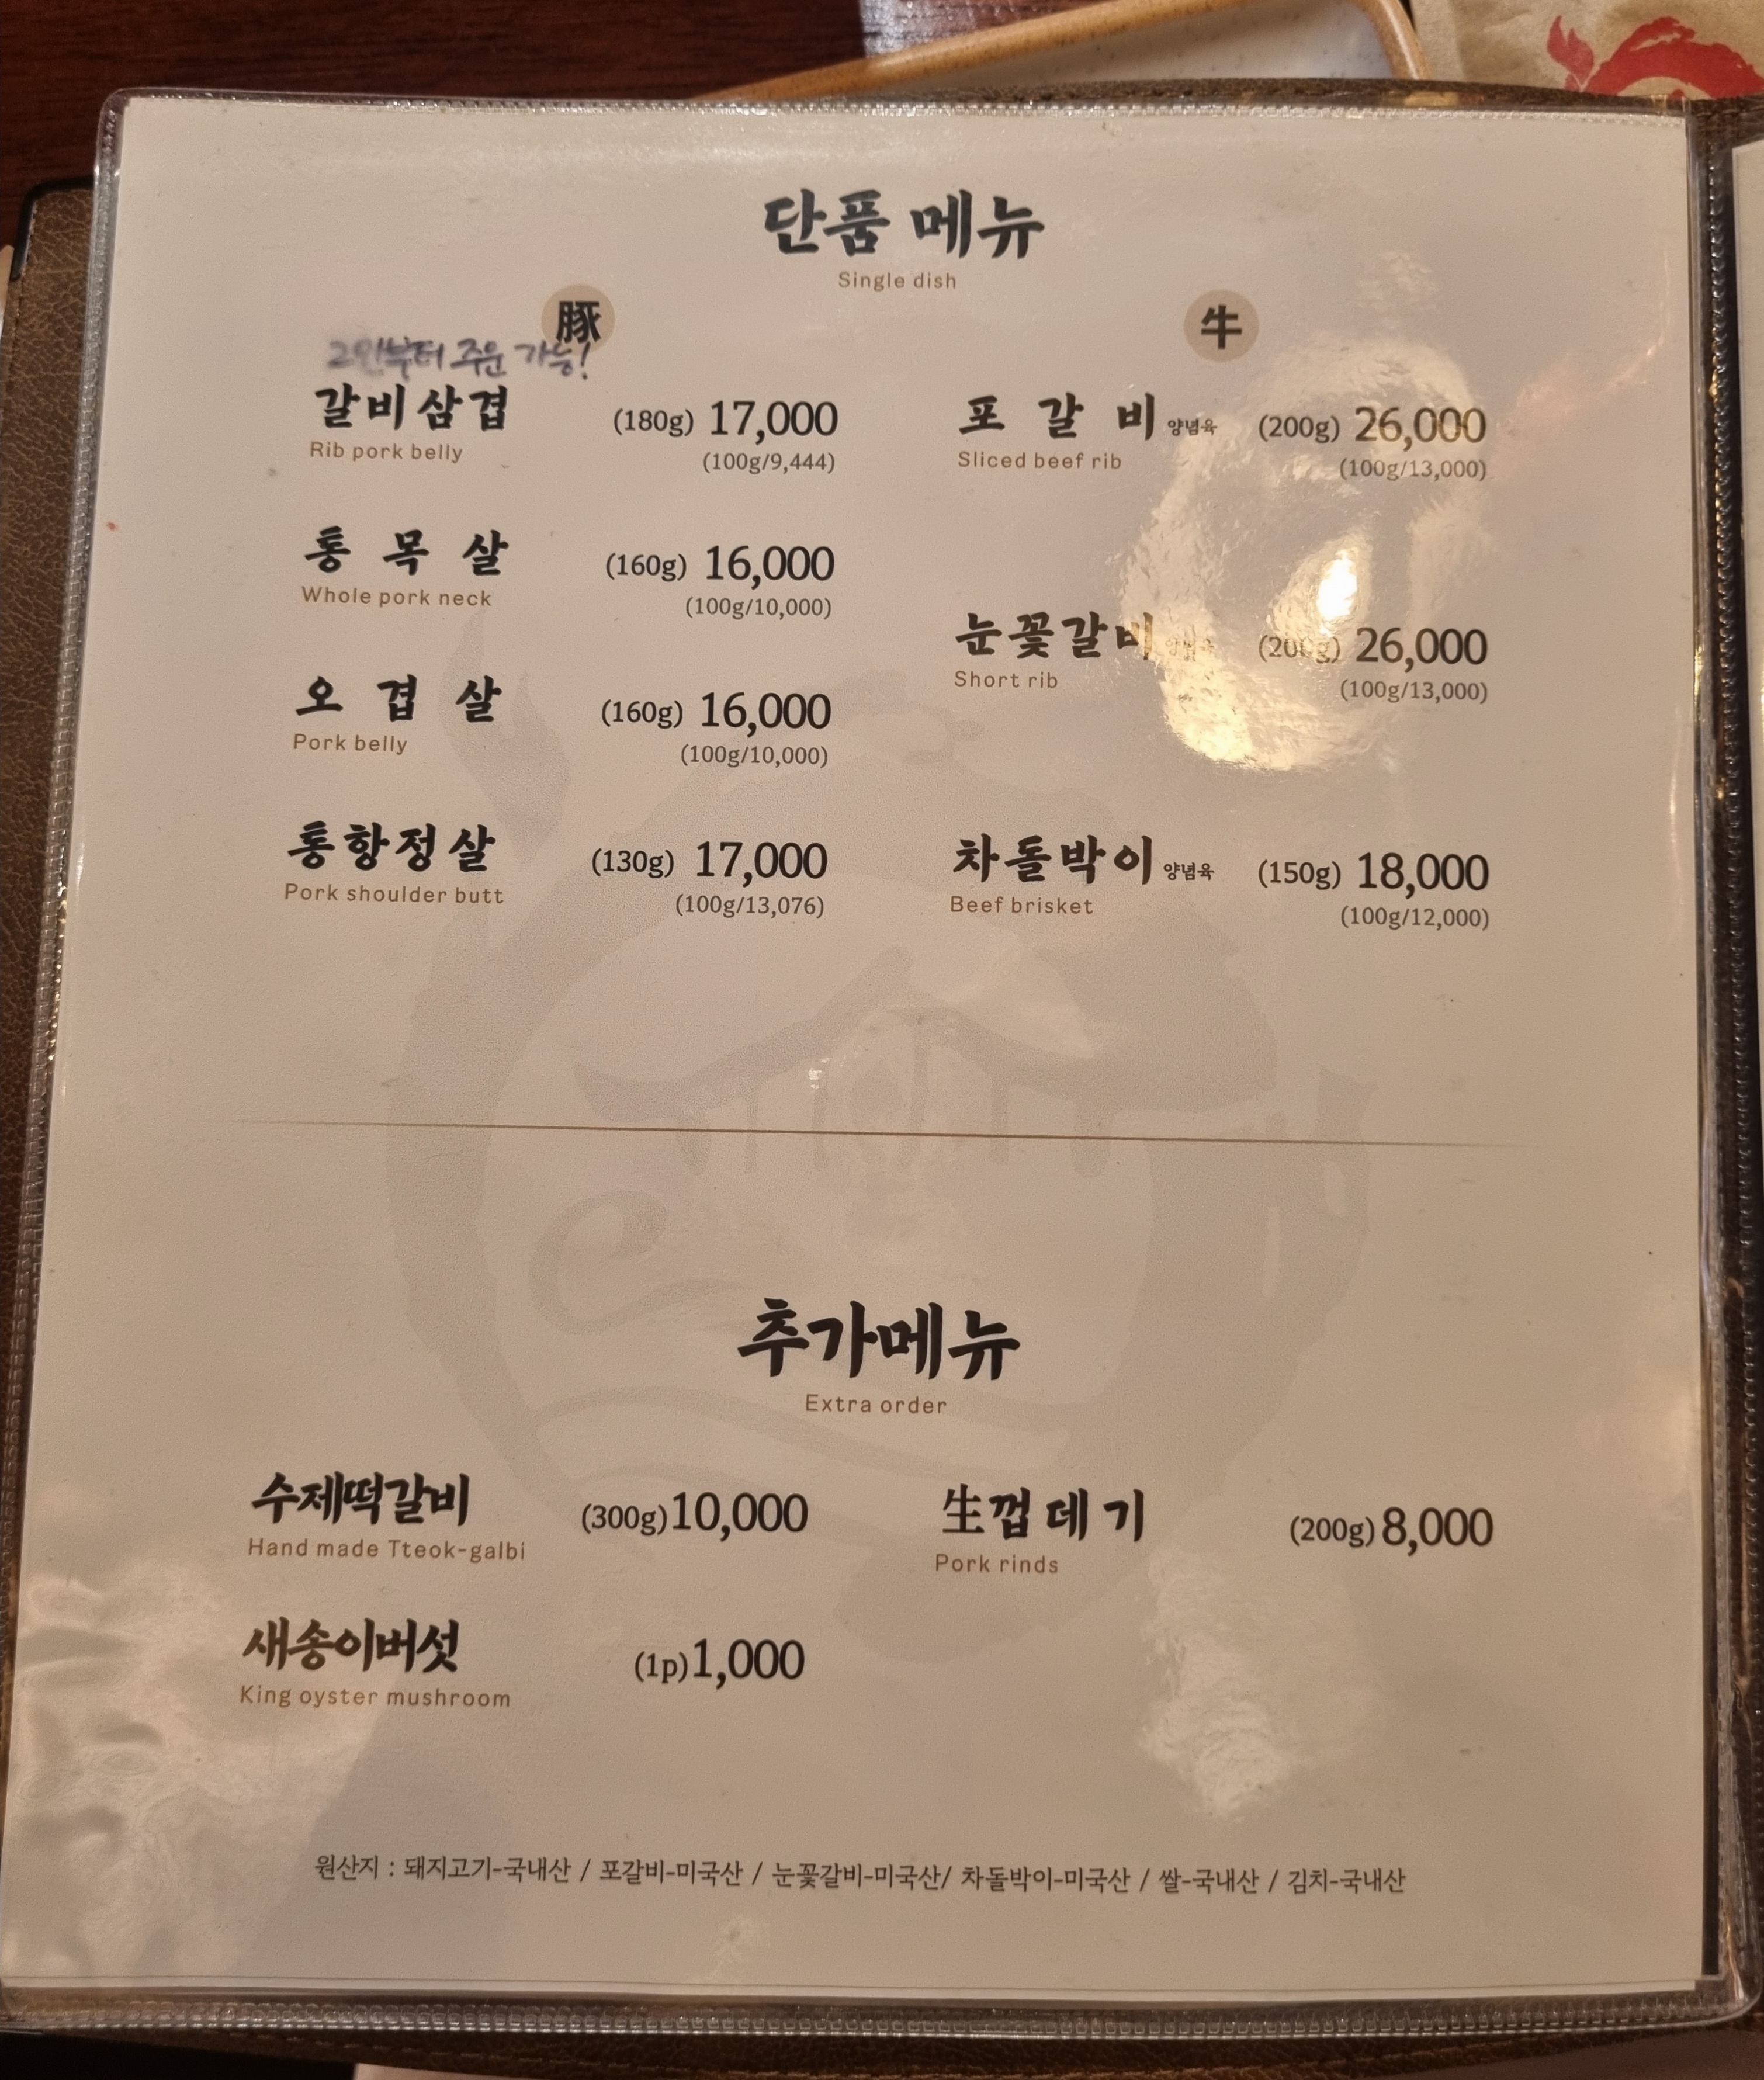 단품 메뉴
Single dish
豚
2인부터 주문 가능!
갈비삼겹 (180g) 17,000
Rib pork belly (100g/9,444)
통목살 (160g) 16,000
Whole pork neck (100g/10,000)
오겹살 (160g) 16,000
Pork belly (100g/10,000)
통항정살 (130g) 17,000
Pork shoulder butt (100g/13,076)
牛
포갈비 양념육 (200g) 26,000
Sliced beef rib (100g/13,000)
눈꽃갈비 양념육 (200g) 26,000
Short rib (100g/13,000)
차돌박이 양념육 (150g) 18,000
Beef brisket (100g/12,000)
추가메뉴
Extra order
수제떡갈비 (300g) 10,000
Hand made Tteok-galbi
새송이버섯 (1p) 1,000
King oyster mushroom
生껍데기 (200g) 8,000
Pork rinds
원산지 : 돼지고기-국내산 / 포갈비-미국산 / 눈꽃갈비-미국산/ 차돌박이-미국산 / 쌀-국내산 / 김치-국내산